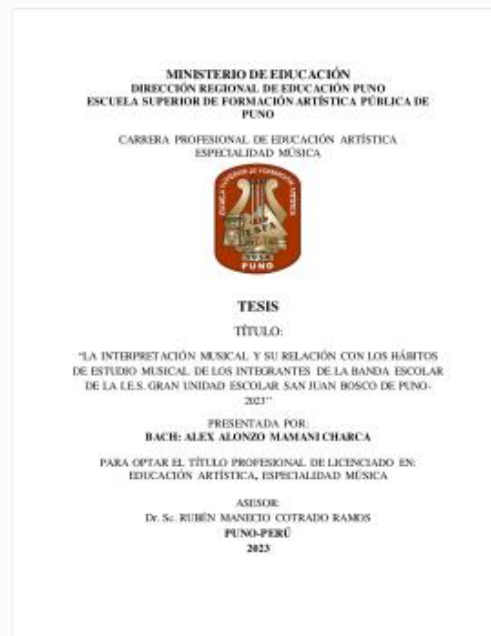 MINISTERIO DE EDUCACIÓN
DIRECCIÓN REGIONAL DE EDUCACIÓN PUNO
ESCUELA SUPERIOR DE FORMACIÓN ARTÍSTICA PÚBLICA DE
PUNO
CARRERA PROFESIONAL DE EDUCACIÓN ARTÍSTICA
ESPECIALIDAD MÚSICA
1958
PUNO
TESIS
TÍTULO:
“LA INTERPRETACIÓN MUSICAL Y SU RELACIÓN CON LOS HÁBITOS
DE ESTUDIO MUSICAL DE LOS INTEGRANTES DE LA BANDA ESCOLAR
DE LA I.E.S. GRAN UNIDAD ESCOLAR SAN JUAN BOSCO DE PUNO-
2023”
PRESENTADA POR:
BACH: ALEX ALONZO MAMANI CHARCA
PARA OPTAR EL TÍTULO PROFESIONAL DE LICENCIADO EN:
EDUCACIÓN ARTÍSTICA, ESPECIALIDAD MÚSICA
ASESOR:
Dr. Sc. RUBÉN MANECIO COTRADO RAMOS
PUNO-PERÚ
2023